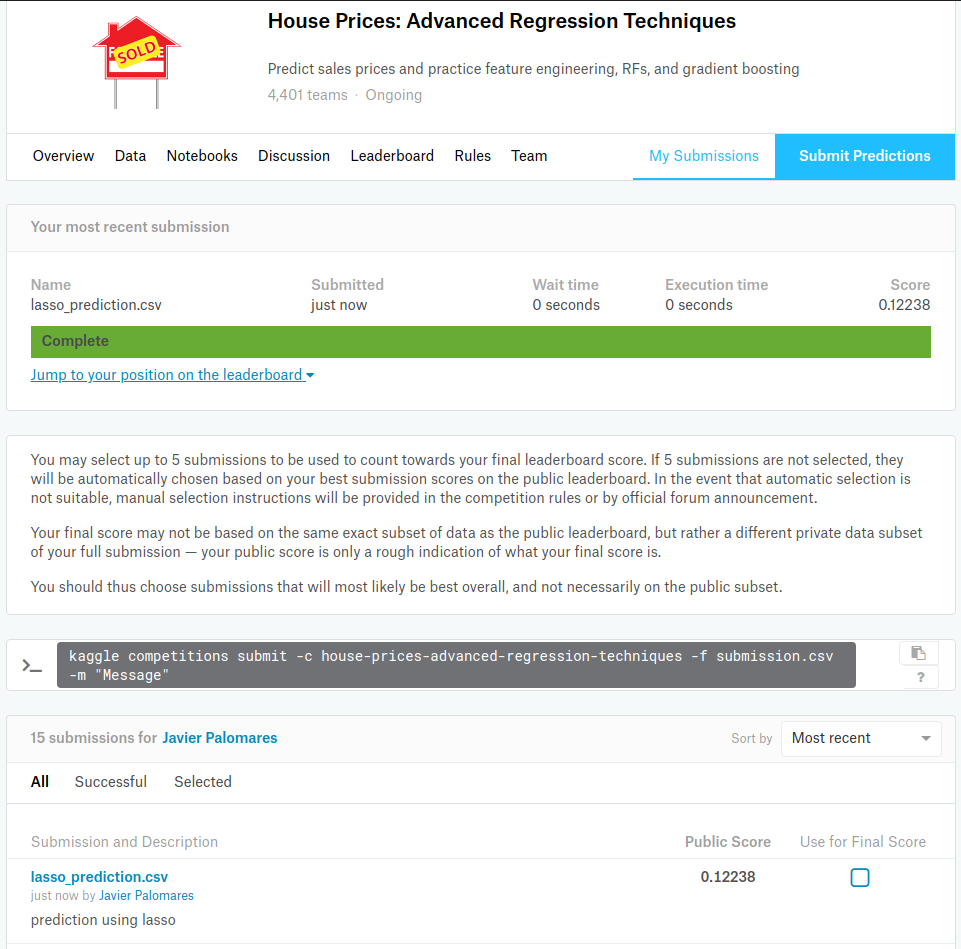 House Prices: Advanced Regression Techniques
SOLD
Predict sales prices and practice feature engineering, RFs, and gradient boosting
4,401 teams · Ongoing
Overview Data Notebooks Discussion Leaderboard Rules Team My Submissions Submit Predictions
Your most recent submission
Name Submitted Wait time Execution time Score
lasso_prediction.csv just now 0 seconds 0 seconds 0.12238
Complete
Jump to your position on the leaderboard
You may select up to 5 submissions to be used to count towards your final leaderboard score. If 5 submissions are not selected, they
will be automatically chosen based on your best submission scores on the public leaderboard. In the event that automatic selection is
not suitable, manual selection instructions will be provided in the competition rules or by official forum announcement.
Your final score may not be based on the same exact subset of data as the public leaderboard, but rather a different private data subset
of your full submission — your public score is only a rough indication of what your final score is.
You should thus choose submissions that will most likely be best overall, and not necessarily on the public subset.
kaggle competitions submit -c house-prices-advanced-regression-techniques -f submission.csv
-m "Message"
?
15 submissions for Javier Palomares Sort by Most recent
All Successful Selected
Submission and Description Public Score Use for Final Score
lasso_prediction.csv 0.12238
just now by Javier Palomares
prediction using lasso